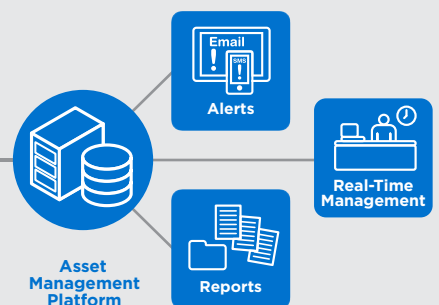 Email
SMS
Alerts
Real-Time
Management
Asset
Management
Platform
Reports